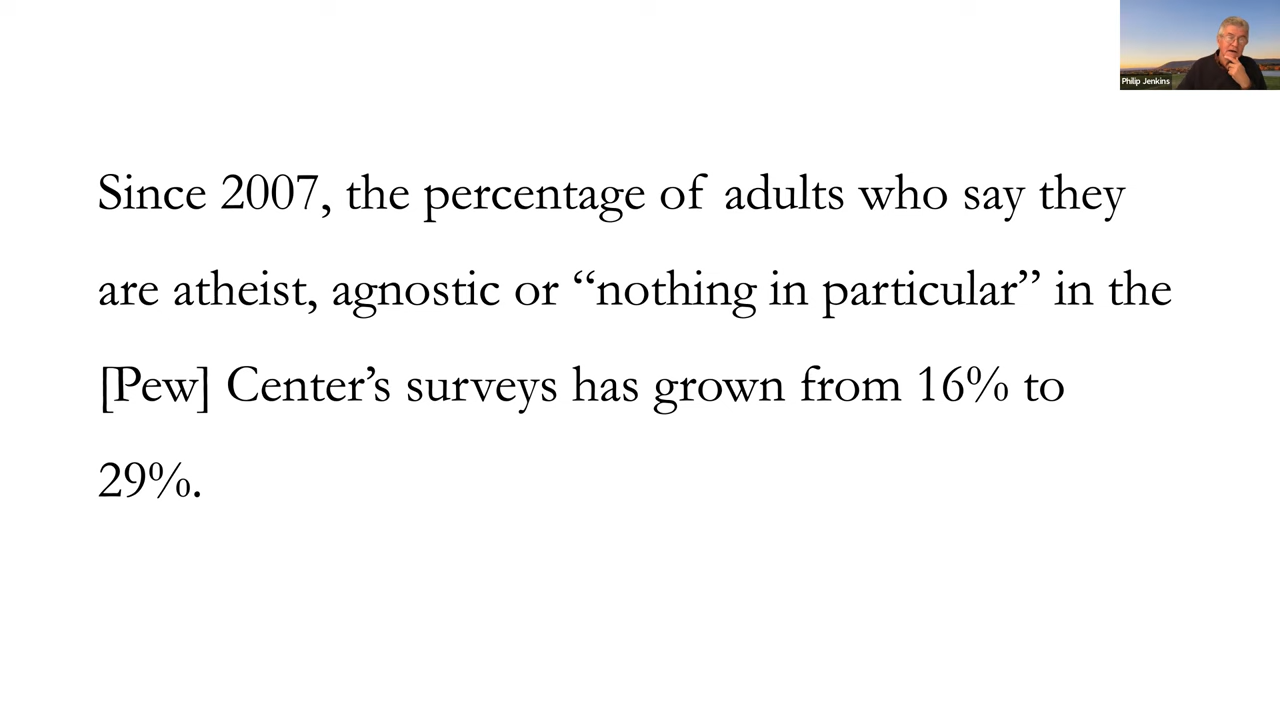 Philip Jenkins
Since 2007, the percentage of adults who say they
are atheist, agnostic or “nothing in particular” in the
[Pew] Center’s surveys has grown from 16% to
29%.